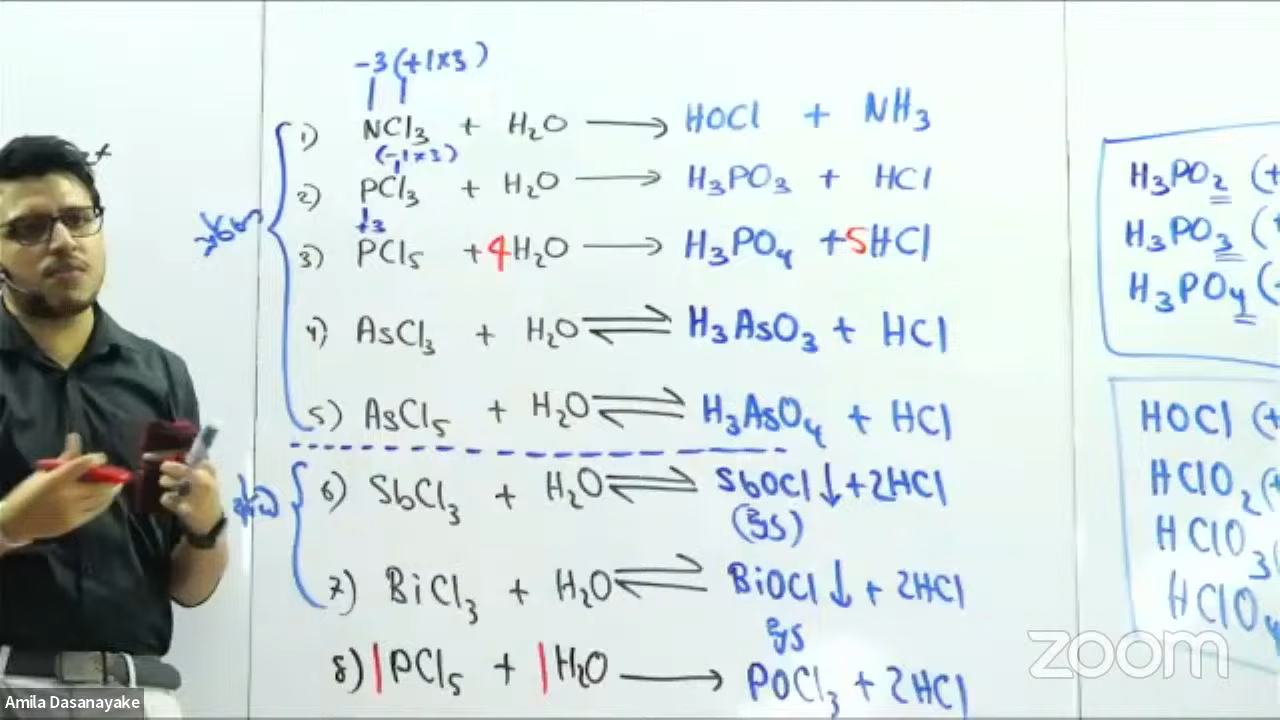 -3 (+1×3)
1) NCl₃ + H₂O ⟶ HOCl + NH₃
(-1×3)
2) PCl₃ + H₂O ⟶ H₃PO₃ + HCl
+3
3) PCl₅ + 4H₂O ⟶ H₃PO₄ + 5HCl
4) AsCl₃ + H₂O ⇌ H₃AsO₃ + HCl
5) AsCl₅ + H₂O ⇌ H₃AsO₄ + HCl
6) SbCl₃ + H₂O ⇌ SbOCl↓ + 2HCl
7) BiCl₃ + H₂O ⇌ BiOCl↓ + 2HCl
8) 1PCl₅ + 1H₂O ⟶ POCl₃ + 2HCl
H₃PO₂ (+
H₃PO₃ (
H₃PO₄ (
HOCl (+
HClO₂ (+
HClO₃ (
HClO₄
zoom
Amila Dasanayake